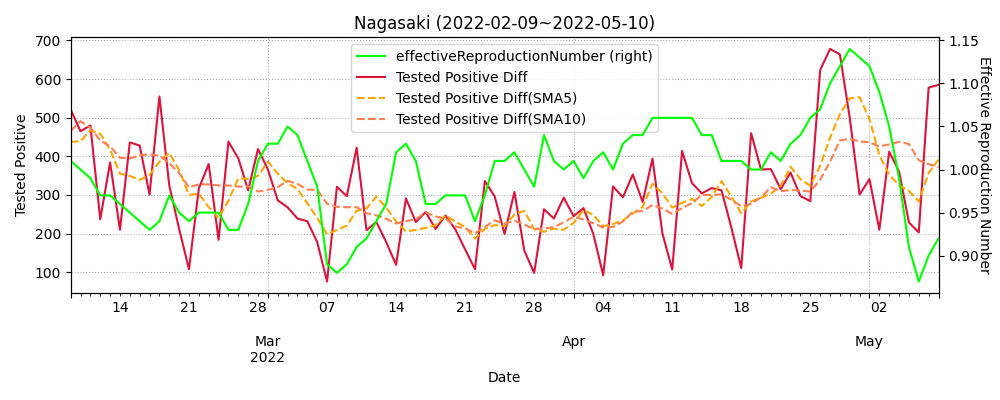 Nagasaki (2022-02-09~2022-05-10)
effectiveReproductionNumber (right)
Tested Positive Diff
Tested Positive Diff(SMA5)
Tested Positive Diff(SMA10)
Tested Positive
700
600
500
400
300
200
100
1.15
1.10
1.05
1.00
0.95
0.90
Effective Reproduction Number
14 21 28 07 14 21 28 04 11 18 25 02
Mar Apr May
2022
Date